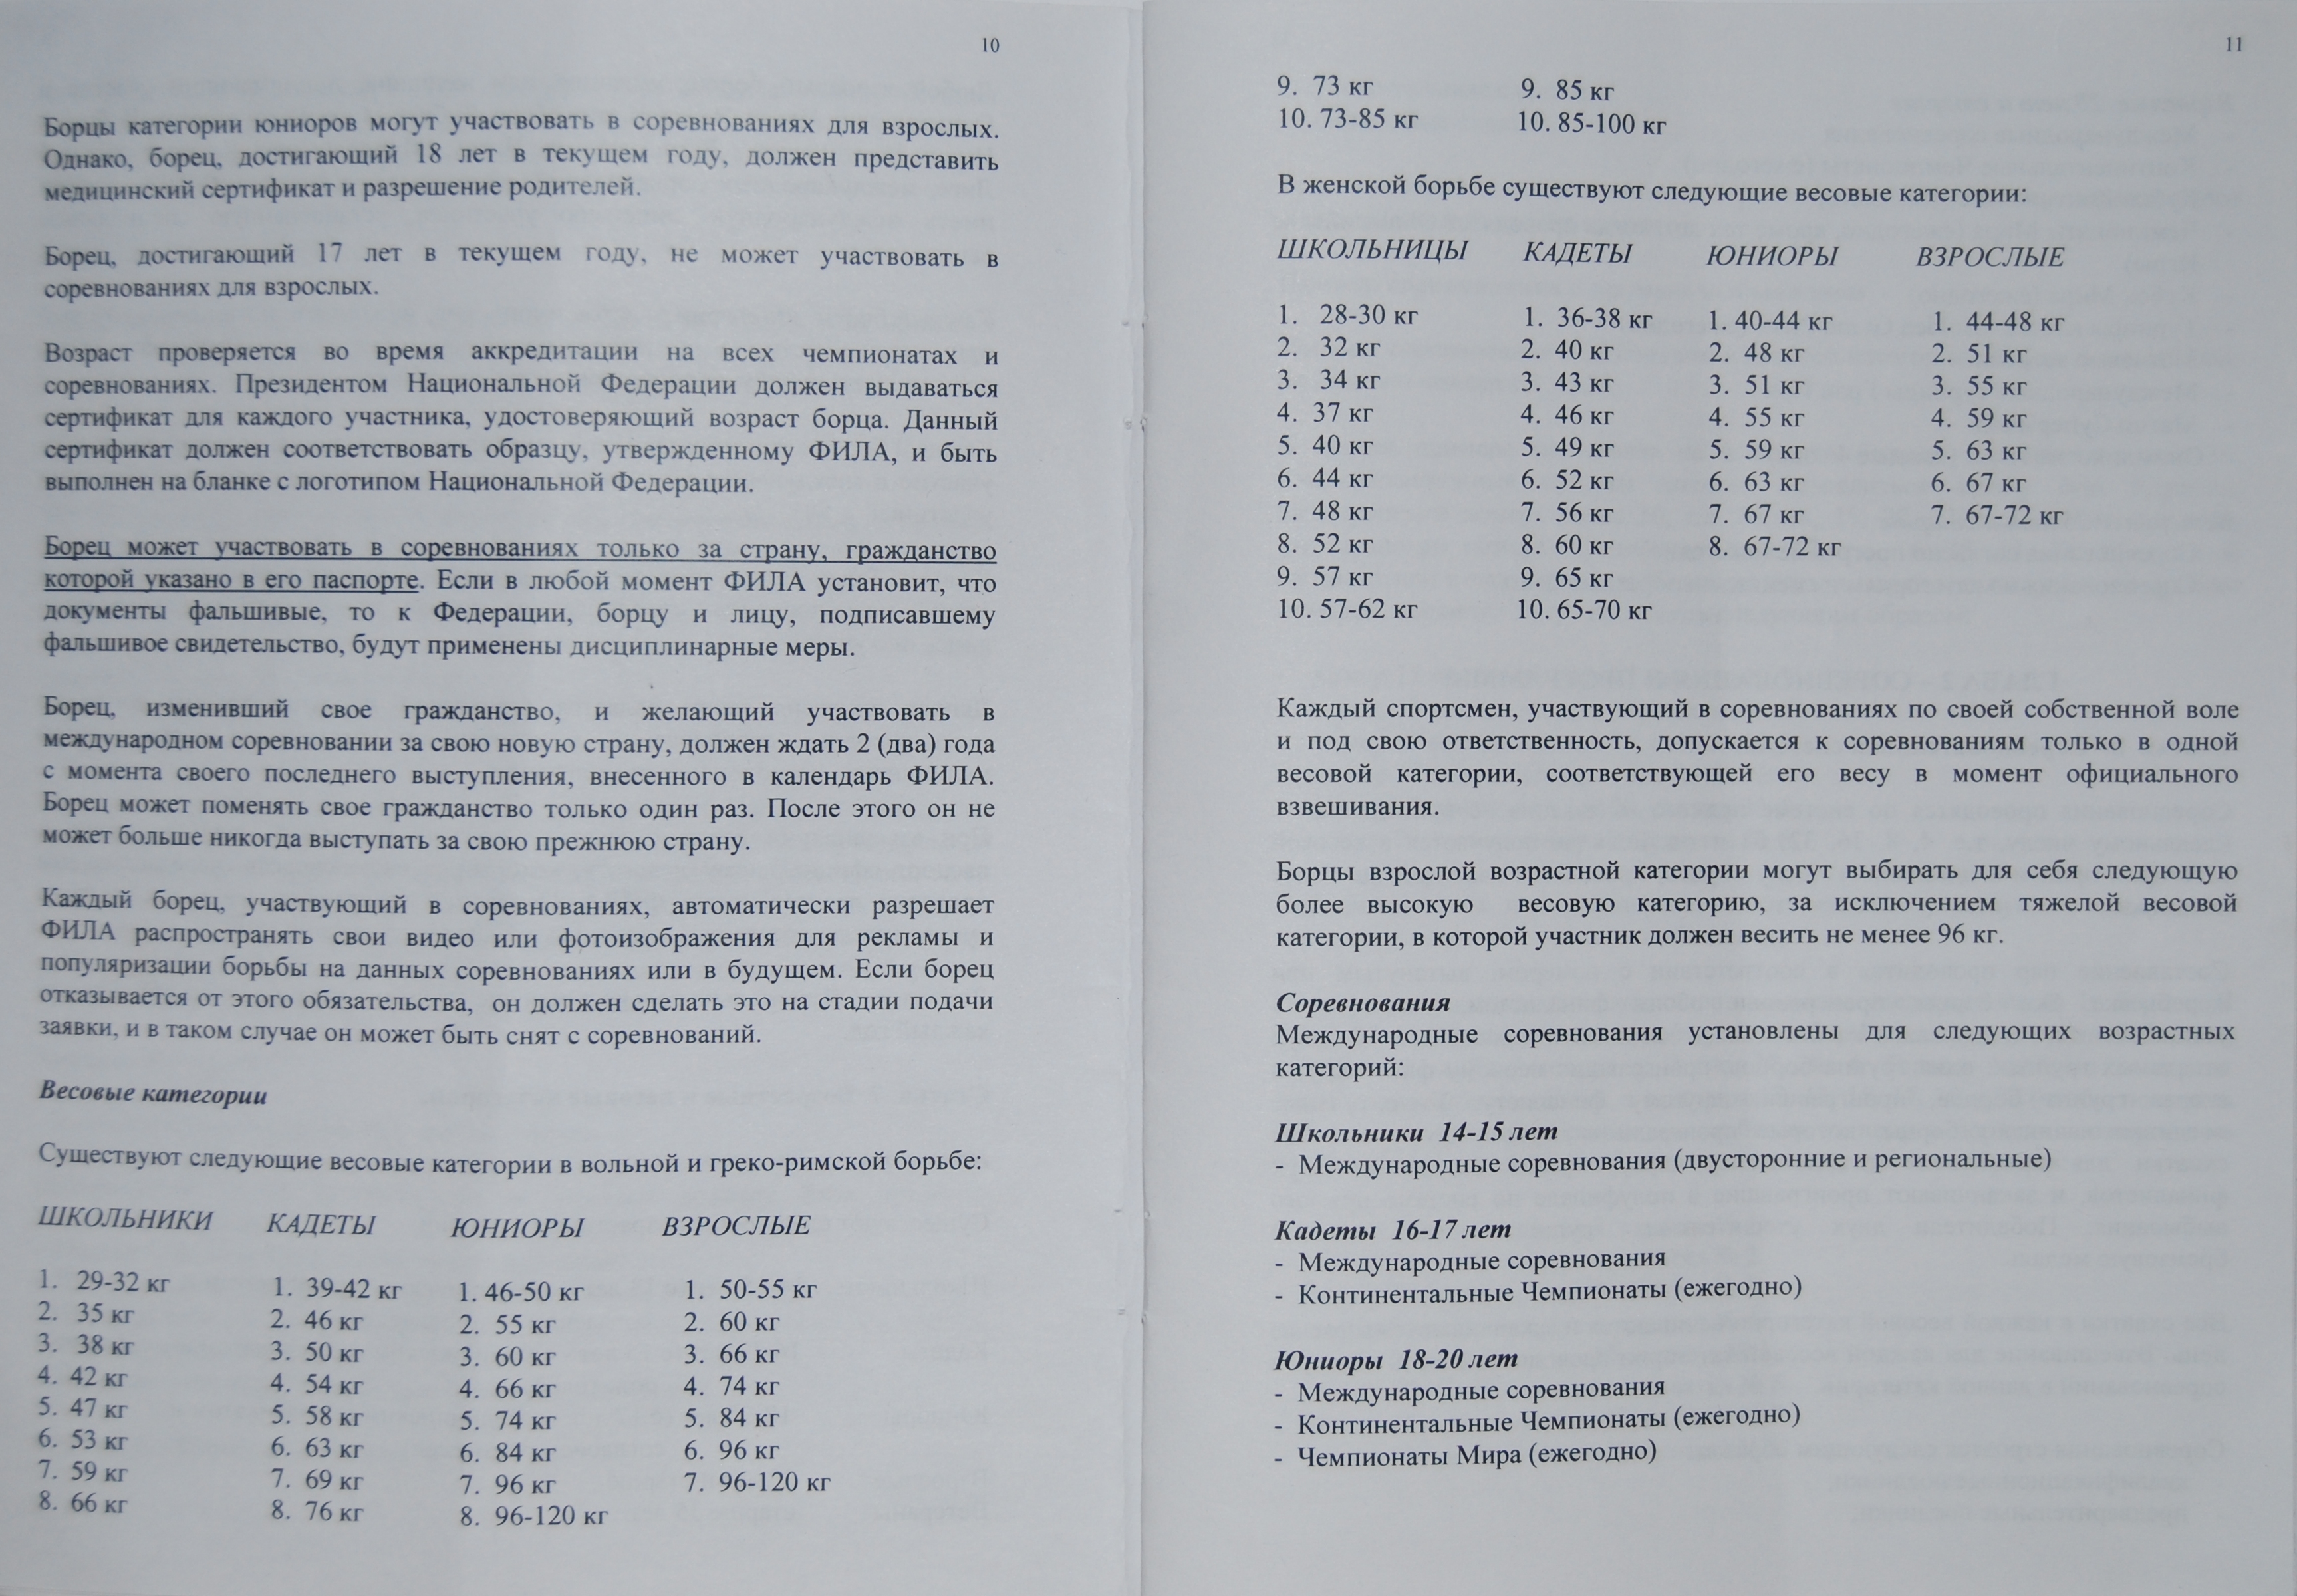 10
Борцы категории юниоров могут участвовать в соревнованиях для взрослых.
Однако, борец, достигающий 18 лет в текущем году, должен представить
медицинский сертификат и разрешение родителей.
Борец, достигающий 17 лет в текущем году, не может участвовать в
соревнованиях для взрослых.
Возраст проверяется во время аккредитации на всех чемпионатах и
соревнованиях. Президентом Национальной Федерации должен выдаваться
сертификат для каждого участника, удостоверяющий возраст борца. Данный
сертификат должен соответствовать образцу, утвержденному ФИЛА, и быть
выполнен на бланке с логотипом Национальной Федерации.
Борец может участвовать в соревнованиях только за страну, гражданство
которой указано в его паспорте. Если в любой момент ФИЛА установит, что
документы фальшивые, то к Федерации, борцу и лицу, подписавшему
фальшивое свидетельство, будут применены дисциплинарные меры.
Борец, изменивший свое гражданство, и желающий участвовать в
международном соревновании за свою новую страну, должен ждать 2 (два) года
с момента своего последнего выступления, внесенного в календарь ФИЛА.
Борец может поменять свое гражданство только один раз. После этого он не
может больше никогда выступать за свою прежнюю страну.
Каждый борец, участвующий в соревнованиях, автоматически разрешает
ФИЛА распространять свои видео или фотоизображения для рекламы и
популяризации борьбы на данных соревнованиях или в будущем. Если борец
отказывается от этого обязательства, он должен сделать это на стадии подачи
заявки, и в таком случае он может быть снят с соревнований.
Весовые категории
Существуют следующие весовые категории в вольной и греко-римской борьбе:
ШКОЛЬНИКИ КАДЕТЫ ЮНИОРЫ ВЗРОСЛЫЕ
1. 29-32 кг 1. 39-42 кг 1. 46-50 кг 1. 50-55 кг
2. 35 кг 2. 46 кг 2. 55 кг 2. 60 кг
3. 38 кг 3. 50 кг 3. 60 кг 3. 66 кг
4. 42 кг 4. 54 кг 4. 66 кг 4. 74 кг
5. 47 кг 5. 58 кг 5. 74 кг 5. 84 кг
6. 53 кг 6. 63 кг 6. 84 кг 6. 96 кг
7. 59 кг 7. 69 кг 7. 96 кг 7. 96-120 кг
8. 66 кг 8. 76 кг 8. 96-120 кг
11
9. 73 кг 9. 85 кг
10. 73-85 кг 10. 85-100 кг
В женской борьбе существуют следующие весовые категории:
ШКОЛЬНИЦЫ КАДЕТЫ ЮНИОРЫ ВЗРОСЛЫЕ
1. 28-30 кг 1. 36-38 кг 1. 40-44 кг 1. 44-48 кг
2. 32 кг 2. 40 кг 2. 48 кг 2. 51 кг
3. 34 кг 3. 43 кг 3. 51 кг 3. 55 кг
4. 37 кг 4. 46 кг 4. 55 кг 4. 59 кг
5. 40 кг 5. 49 кг 5. 59 кг 5. 63 кг
6. 44 кг 6. 52 кг 6. 63 кг 6. 67 кг
7. 48 кг 7. 56 кг 7. 67 кг 7. 67-72 кг
8. 52 кг 8. 60 кг 8. 67-72 кг
9. 57 кг 9. 65 кг
10. 57-62 кг 10. 65-70 кг
Каждый спортсмен, участвующий в соревнованиях по своей собственной воле
и под свою ответственность, допускается к соревнованиям только в одной
весовой категории, соответствующей его весу в момент официального
взвешивания.
Борцы взрослой возрастной категории могут выбирать для себя следующую
более высокую весовую категорию, за исключением тяжелой весовой
категории, в которой участник должен весить не менее 96 кг.
Соревнования
Международные соревнования установлены для следующих возрастных
категорий:
Школьники 14-15 лет
- Международные соревнования (двусторонние и региональные)
Кадеты 16-17 лет
- Международные соревнования
- Континентальные Чемпионаты (ежегодно)
Юниоры 18-20 лет
- Международные соревнования
- Континентальные Чемпионаты (ежегодно)
- Чемпионаты Мира (ежегодно)